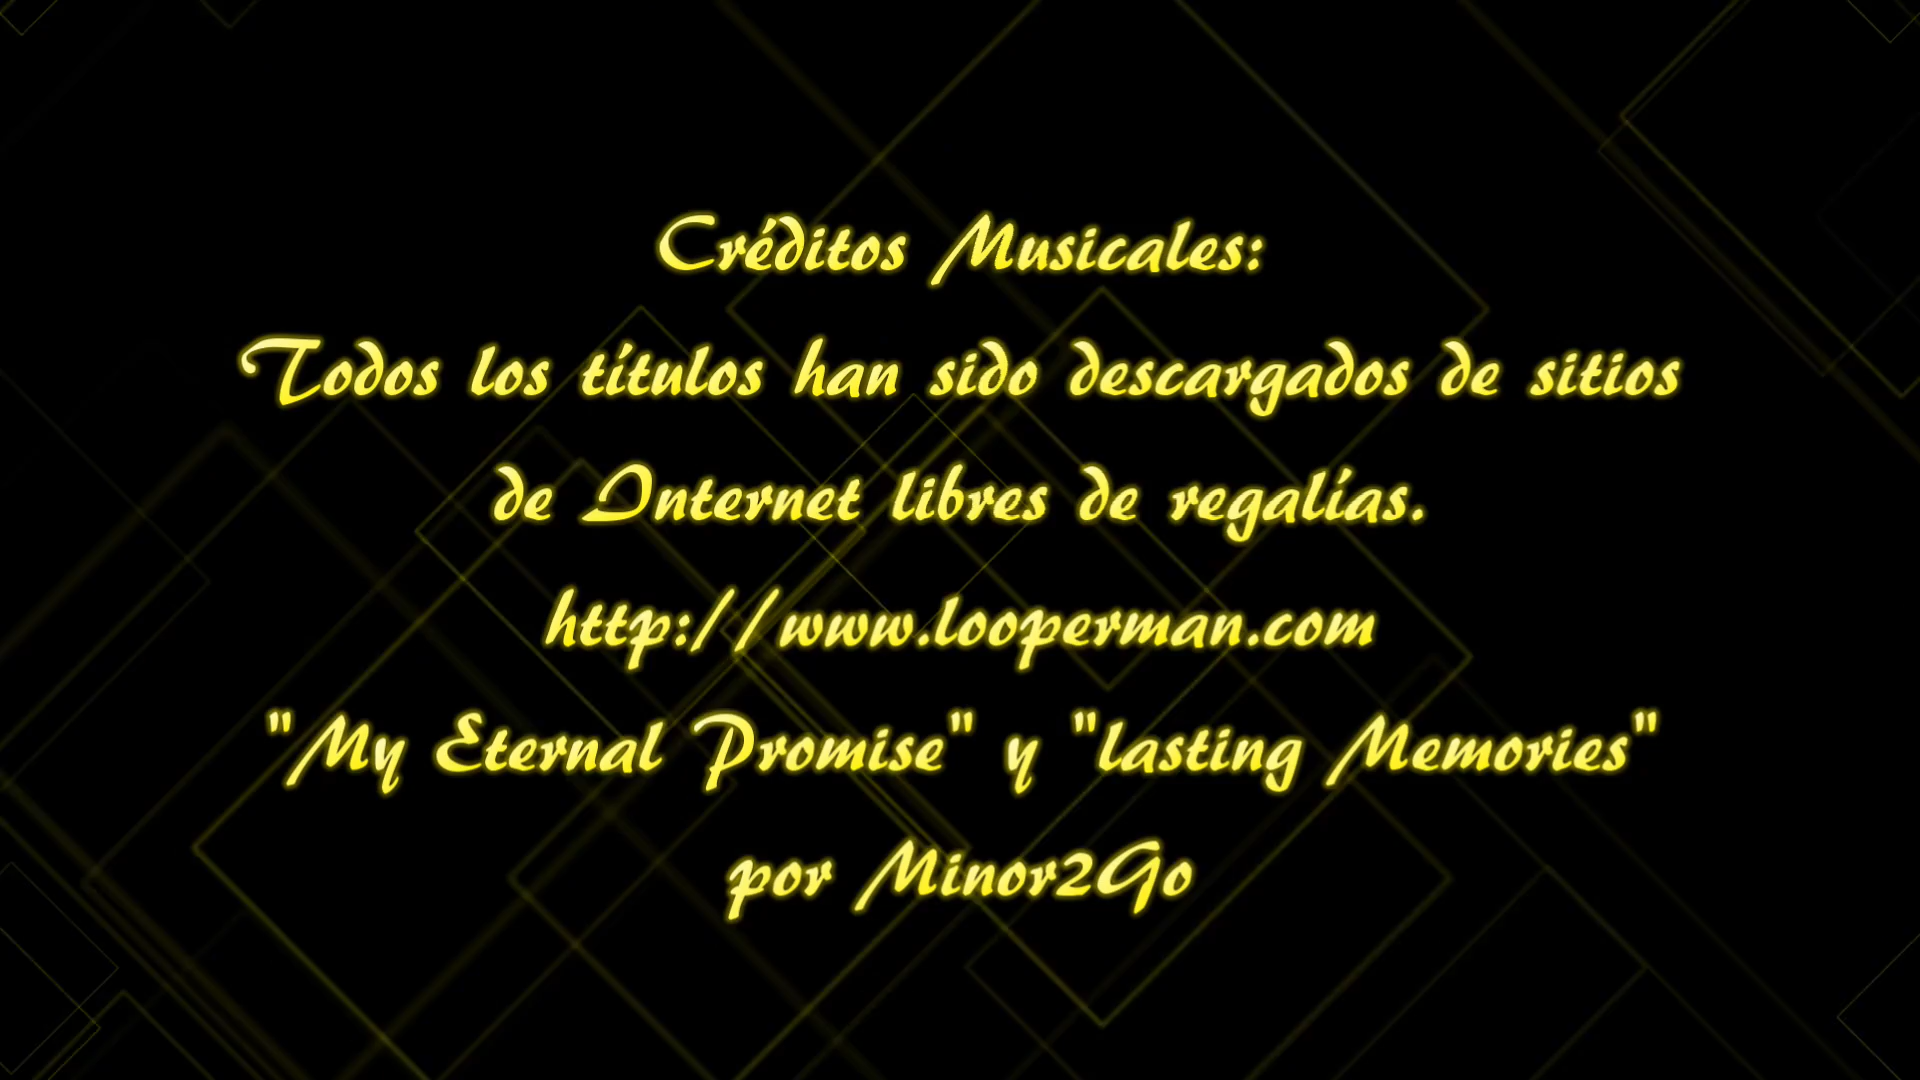 Créditos Musicales:
Todos los títulos han sido descargados de sitios
de Internet libres de regalías.
http://www.looperman.com
"My Eternal Promise" y "lasting Memories"
por Minor2Go